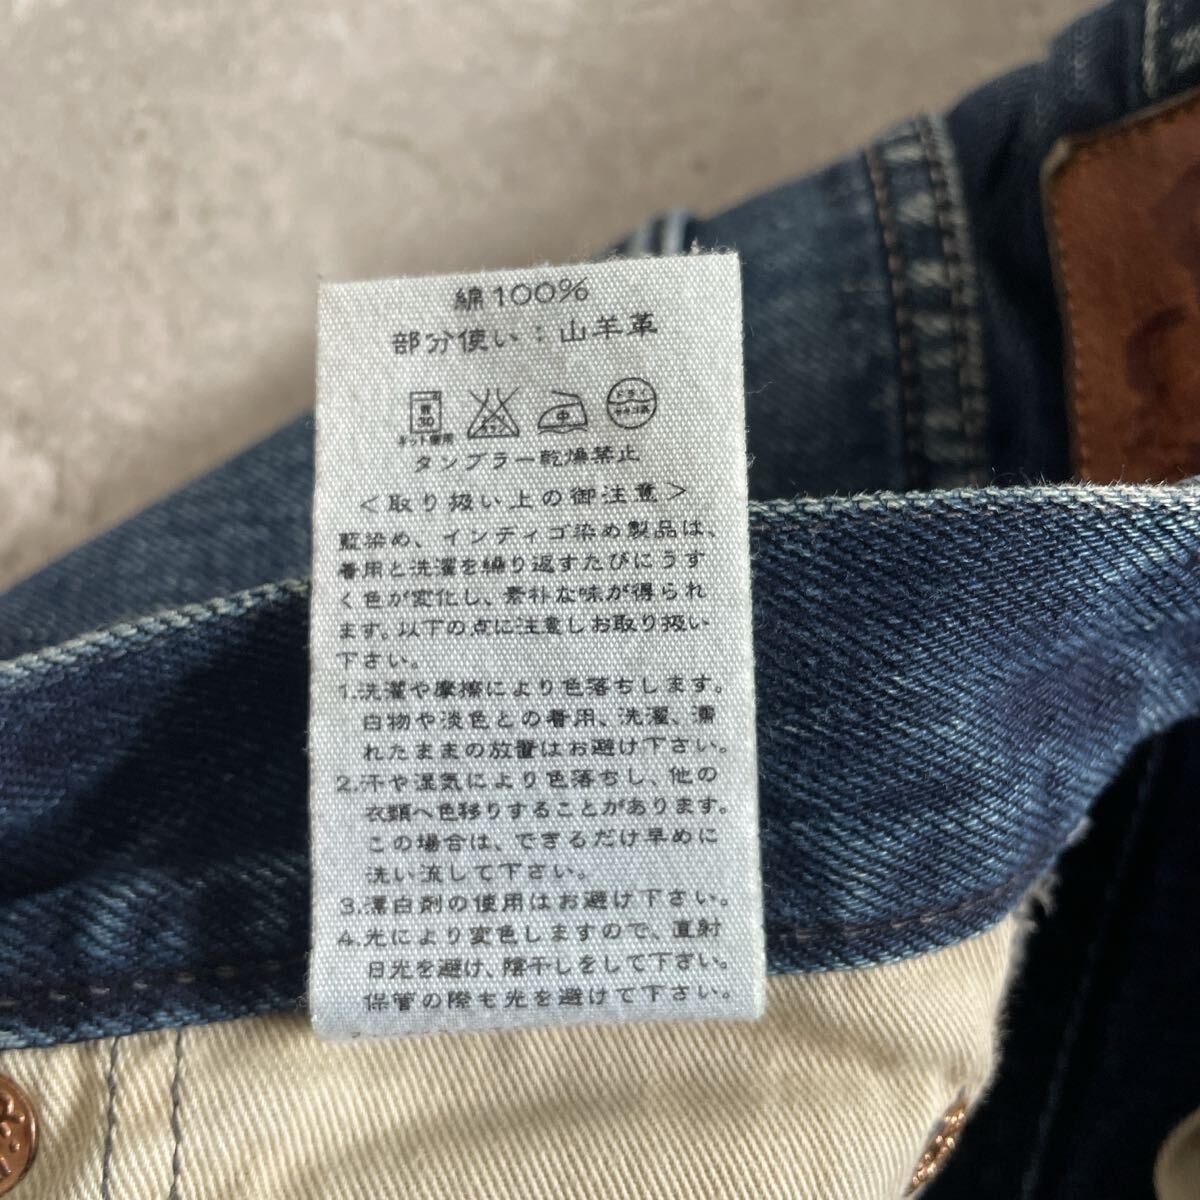 綿100%
部分使い:山羊革
30
ネット使用
中
タンブラー乾燥禁止
<取り扱い上の御注意>
藍染め、インディゴ染め製品は、
着用と洗濯を繰り返すたびにうす
く色が変化し、素朴な味が得られ
ます。以下の点に注意しお取り扱い
下さい。
1.洗濯や摩擦により色落ちします。
白物や淡色との着用、洗濯、濡
れたままの放置はお避け下さい。
2.汗や湿気により色落ちし、他の
衣類へ色移りすることがあります。
この場合は、できるだけ早めに
洗い流して下さい。
3.漂白剤の使用はお避け下さい。
4.光により変色しますので、直射
日光を避け、陰干しをして下さい。
保管の際も光を避けて下さい。